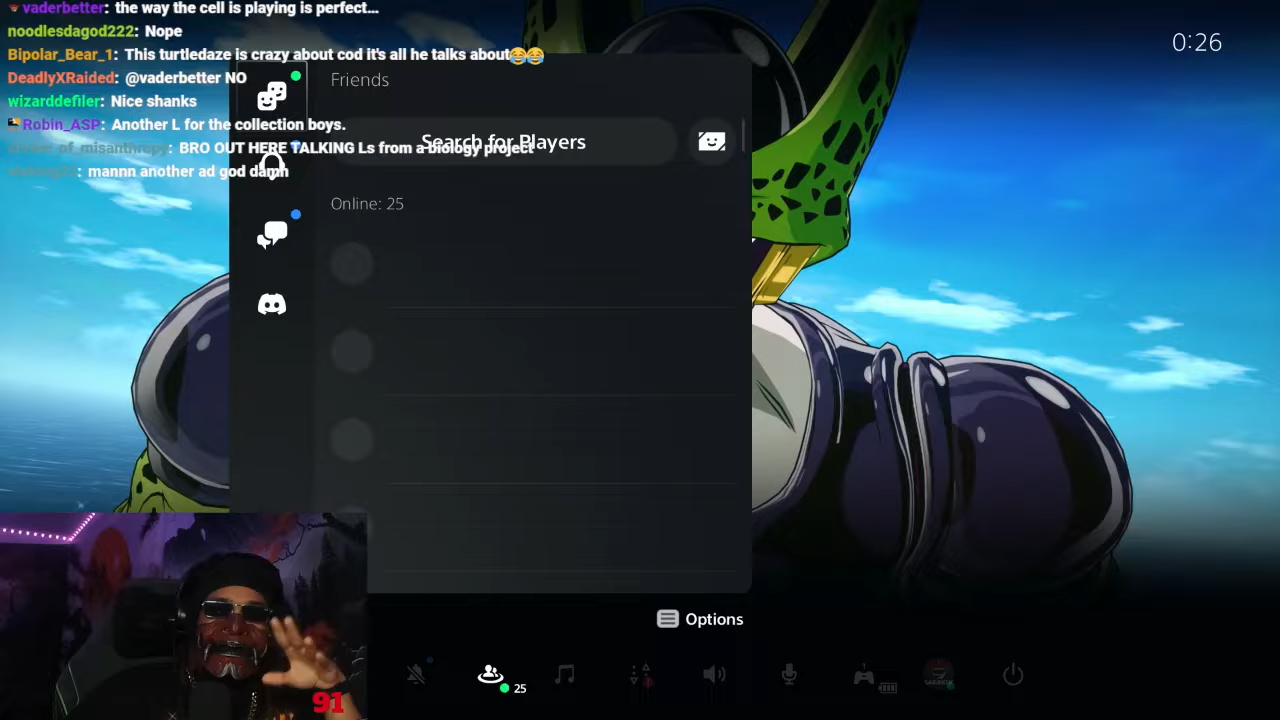 vaderbetter: the way the cell is playing is perfect...
noodlesdagod222: Nope
Bipolar_Bear_1: This turtledaze is crazy about cod it's all he talks about😂😂
DeadlyXRaided: @vaderbetter NO
wizarddefiler: Nice shanks
Robin_ASP: Another L for the collection boys.
BRO OUT HERE TALKING Ls from a biology project
mannn another ad god damn
0:26
Friends
Search for Players
Online: 25
Options
25
91